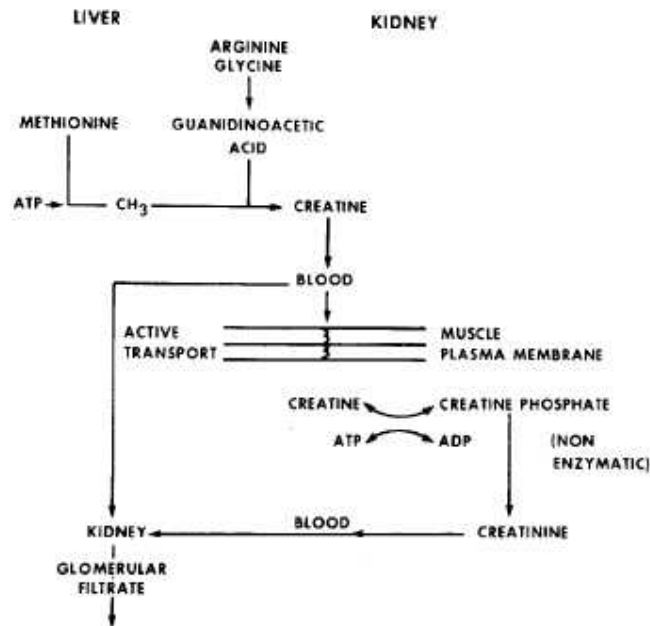 LIVER KIDNEY
ARGININE
GLYCINE
METHIONINE GUANIDINOACETIC
ACID
ATP CH3 CREATINE
BLOOD
ACTIVE MUSCLE
TRANSPORT PLASMA MEMBRANE
CREATINE CREATINE PHOSPHATE
ATP ADP (NON
ENZYMATIC)
KIDNEY BLOOD CREATININE
GLOMERULAR
FILTRATE